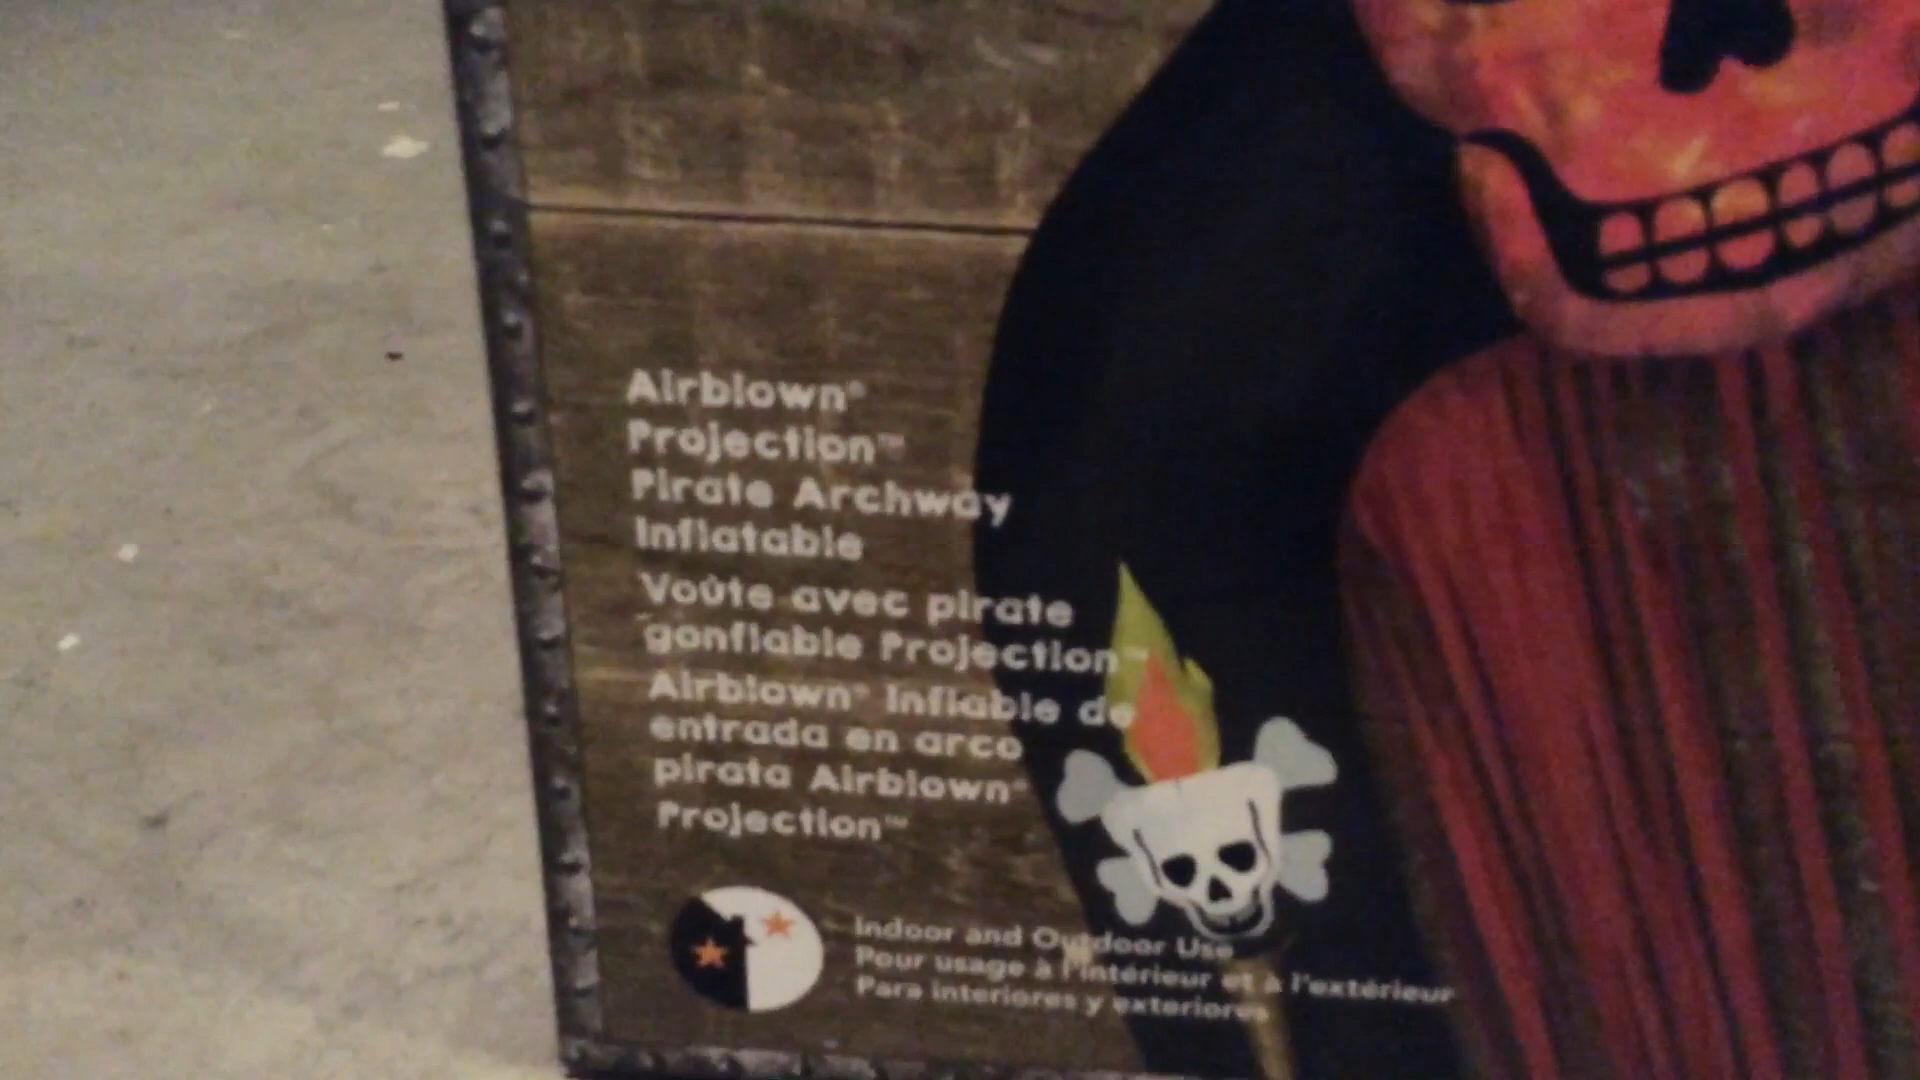 Airblown®
Projection™
Pirate Archway
Inflatable
Voûte avec pirate
gonflable Projection™
Airblown® Inflable de
entrada en arco
pirata Airblown®
Projection™
Indoor and Outdoor Use
Pour usage à l'intérieur et à l'extérieur
Para interiores y exteriores